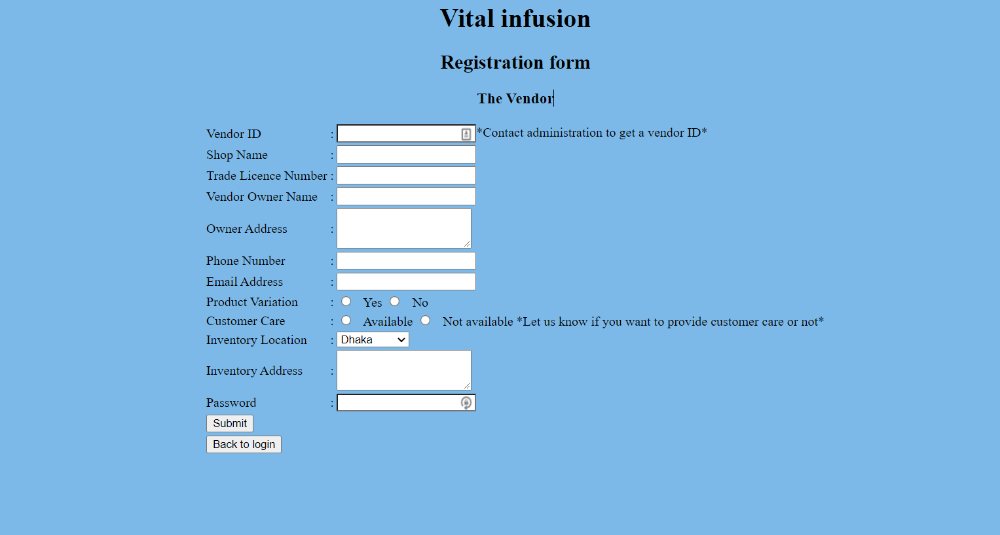 Vital infusion
Registration form
The Vendor
Vendor ID : *Contact administration to get a vendor ID*
Shop Name :
Trade Licence Number :
Vendor Owner Name :
Owner Address :
Phone Number :
Email Address :
Product Variation : Yes No
Customer Care : Available Not available *Let us know if you want to provide customer care or not*
Inventory Location : Dhaka
Inventory Address :
Password :
Submit
Back to login